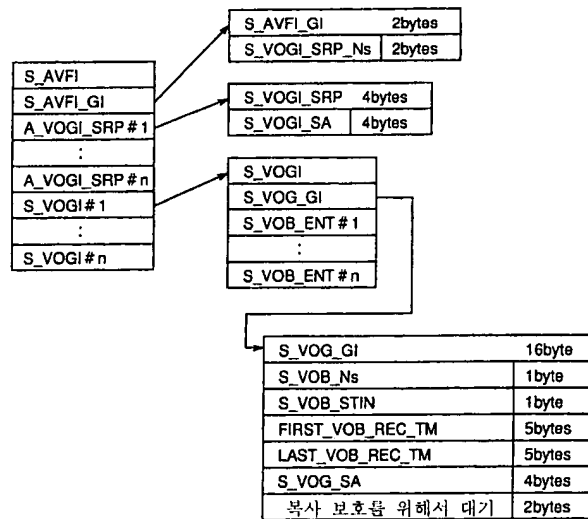 S_AVFI
S_AVFI_GI
A_VOGI_SRP#1
:
A_VOGI_SRP#n
S_VOGI#1
:
S_VOGI#n
S_AVFI_GI 2bytes
S_VOGI_SRP_Ns 2bytes
S_VOGI_SRP 4bytes
S_VOGI_SA 4bytes
S_VOGI
S_VOG_GI
S_VOB_ENT#1
:
S_VOB_ENT#n
S_VOG_GI 16byte
S_VOB_Ns 1byte
S_VOB_STIN 1byte
FIRST_VOB_REC_TM 5bytes
LAST_VOB_REC_TM 5bytes
S_VOG_SA 4bytes
복사 보호를 위해서 대기 2bytes